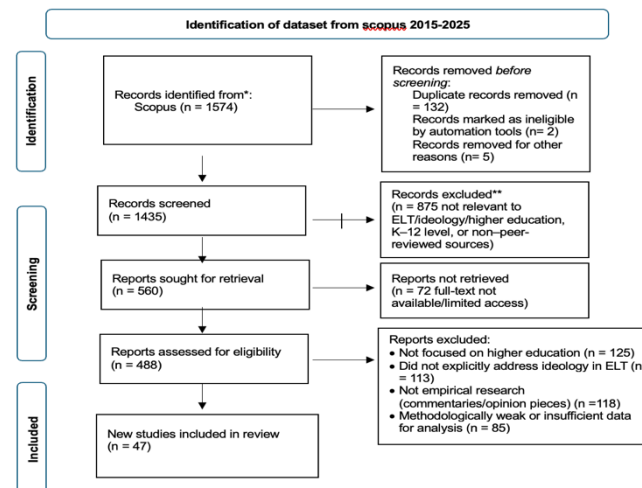 Identification of dataset from scopus 2015-2025
Identification
Records identified from*:
Scopus (n = 1574)
Records removed before
screening:
Duplicate records removed (n
= 132)
Records marked as ineligible
by automation tools (n= 2)
Records removed for other
reasons (n= 5)
Screening
Records screened
(n = 1435)
Records excluded**
(n = 875 not relevant to
ELT/ideology/higher education,
K–12 level, or non–peer-
reviewed sources)
Reports sought for retrieval
(n = 560)
Reports not retrieved
(n = 72 full-text not
available/limited access)
Reports assessed for eligibility
(n = 488)
Reports excluded:
• Not focused on higher education (n = 125)
• Did not explicitly address ideology in ELT (n
= 113)
• Not empirical research
(commentaries/opinion pieces) (n =118)
• Methodologically weak or insufficient data
for analysis (n = 85)
Included
New studies included in review
(n = 47)